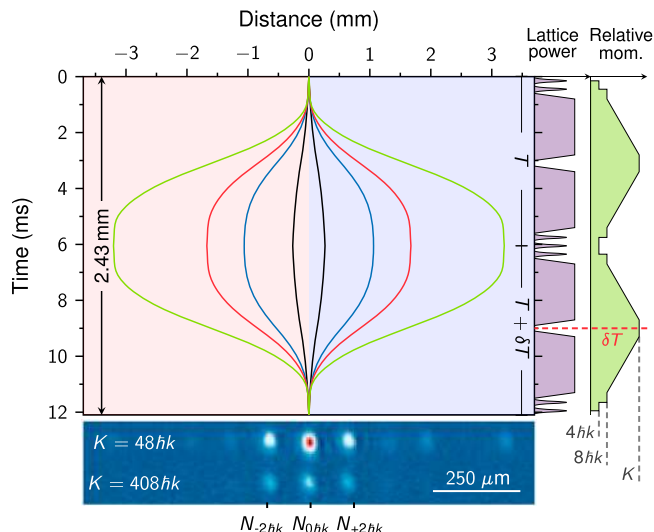 Distance (mm)
−3 −2 −1 0 1 2 3
Lattice power
Relative mom.
Time (ms)
0
2
4
6
8
10
12
2.43 mm
T
T + δT
δT
4ħk
8ħk
K
K = 48ħk
K = 408ħk
250 μm
N-2ħk N0ħk N+2ħk